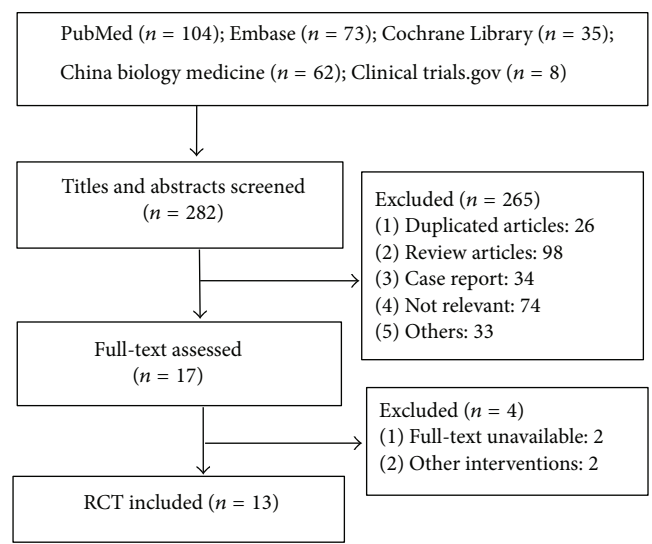 PubMed (n = 104); Embase (n = 73); Cochrane Library (n = 35);
China biology medicine (n = 62); Clinical trials.gov (n = 8)
Titles and abstracts screened
(n = 282)
Excluded (n = 265)
(1) Duplicated articles: 26
(2) Review articles: 98
(3) Case report: 34
(4) Not relevant: 74
(5) Others: 33
Full-text assessed
(n = 17)
Excluded (n = 4)
(1) Full-text unavailable: 2
(2) Other interventions: 2
RCT included (n = 13)